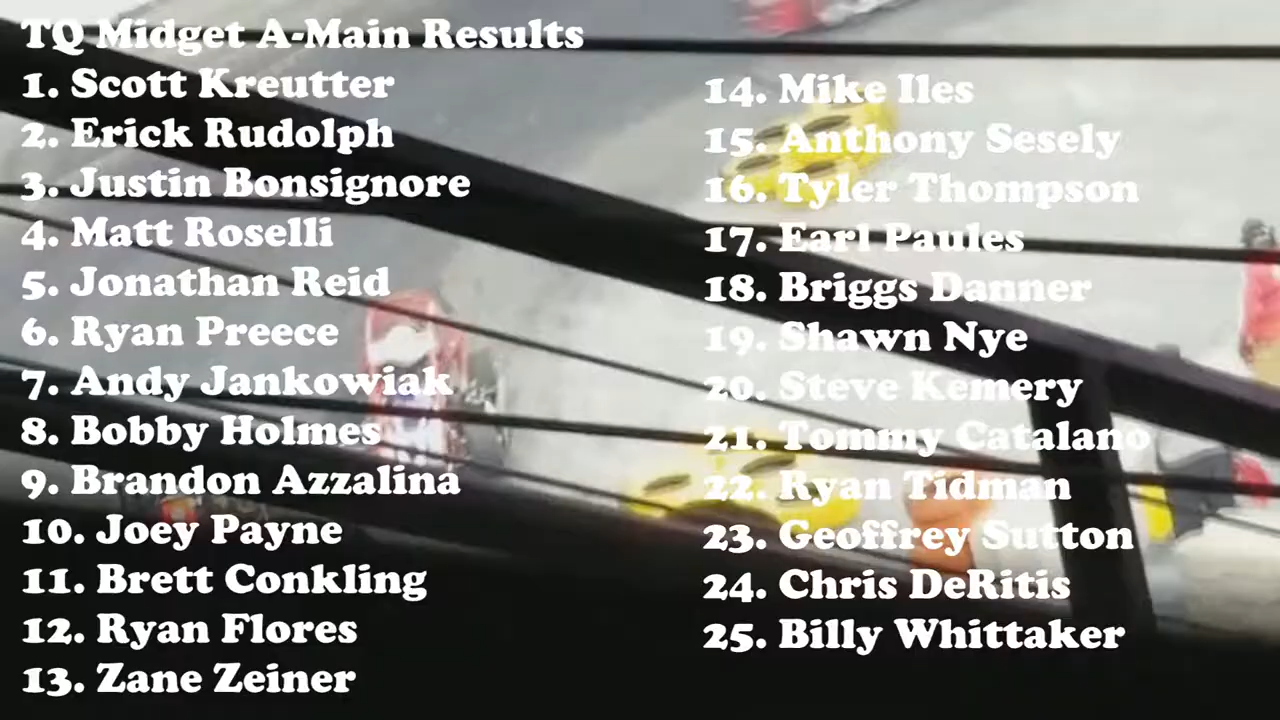 TQ Midget A-Main Results
1. Scott Kreutter
2. Erick Rudolph
3. Justin Bonsignore
4. Matt Roselli
5. Jonathan Reid
6. Ryan Preece
7. Andy Jankowiak
8. Bobby Holmes
9. Brandon Azzalina
10. Joey Payne
11. Brett Conkling
12. Ryan Flores
13. Zane Zeiner
14. Mike Iles
15. Anthony Sesely
16. Tyler Thompson
17. Earl Paules
18. Briggs Danner
19. Shawn Nye
20. Steve Kemery
21. Tommy Catalano
22. Ryan Tidman
23. Geoffrey Sutton
24. Chris DeRitis
25. Billy Whittaker